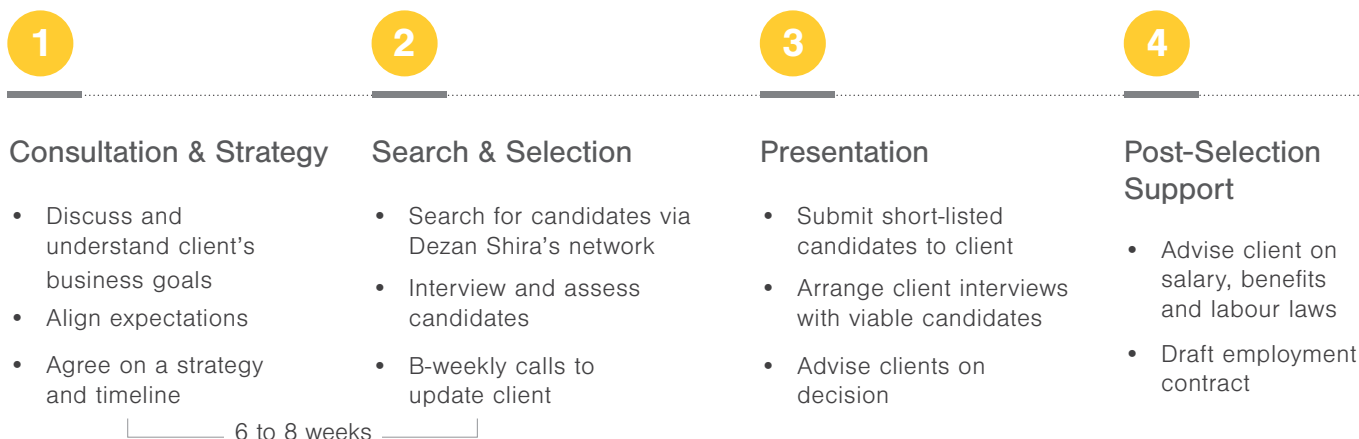 1
2
3
4
Consultation & Strategy
• Discuss and
understand client’s
business goals
• Align expectations
• Agree on a strategy
and timeline
Search & Selection
• Search for candidates via
Dezan Shira’s network
• Interview and assess
candidates
• B-weekly calls to
update client
6 to 8 weeks
Presentation
• Submit short-listed
candidates to client
• Arrange client interviews
with viable candidates
• Advise clients on
decision
Post-Selection
Support
• Advise client on
salary, benefits
and labour laws
• Draft employment
contract